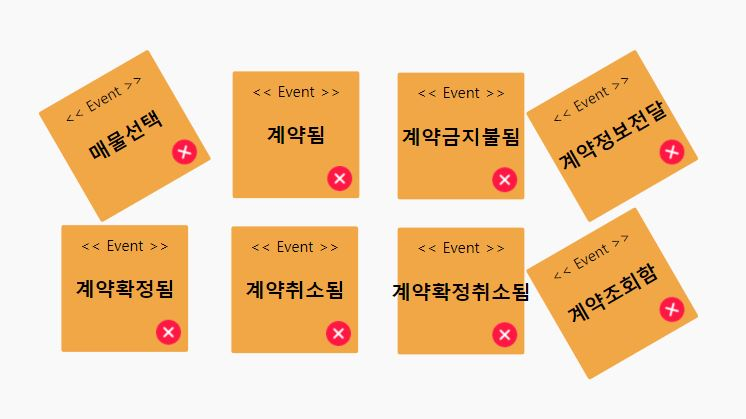 << Event >>
매물선택
<< Event >>
계약됨
<< Event >>
계약금지불됨
<< Event >>
계약정보전달
<< Event >>
계약확정됨
<< Event >>
계약취소됨
<< Event >>
계약확정취소됨
<< Event >>
계약조회함